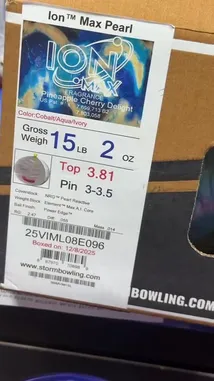 Ion™ Max Pearl
ION
MAX
FRAGRANCE
Pineapple Cherry Delight
Color:Cobalt/Aqua/Ivory
Gross
Weigh 15 LB 2 OZ
Top 3.81
Pin 3-3.5
Coverstock: NRG™ Pearl Reactive
Weight Block: Element™ Max A.I. Core
Ball Finish: Power Edge™
25VIML08E096
Boxed on: 12/8/2025
www.stormbowling.com
BOWLING.COM